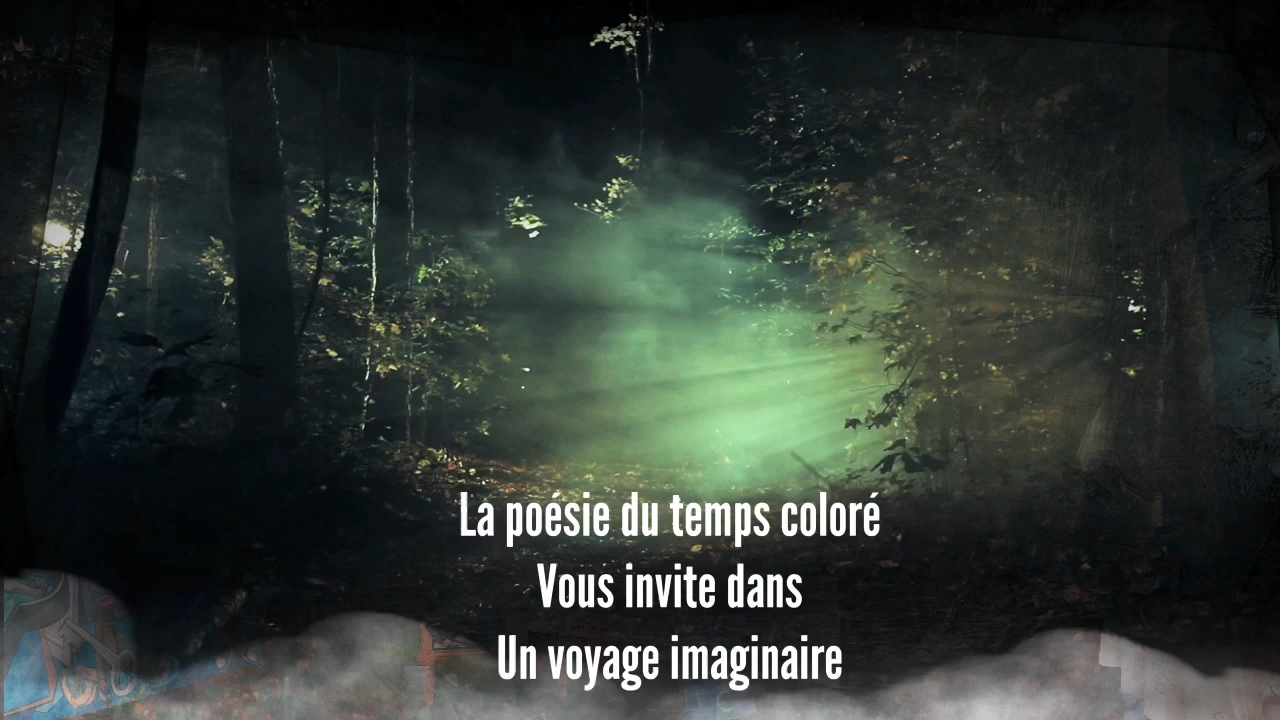 La poésie du temps coloré
Vous invite dans
Un voyage imaginaire